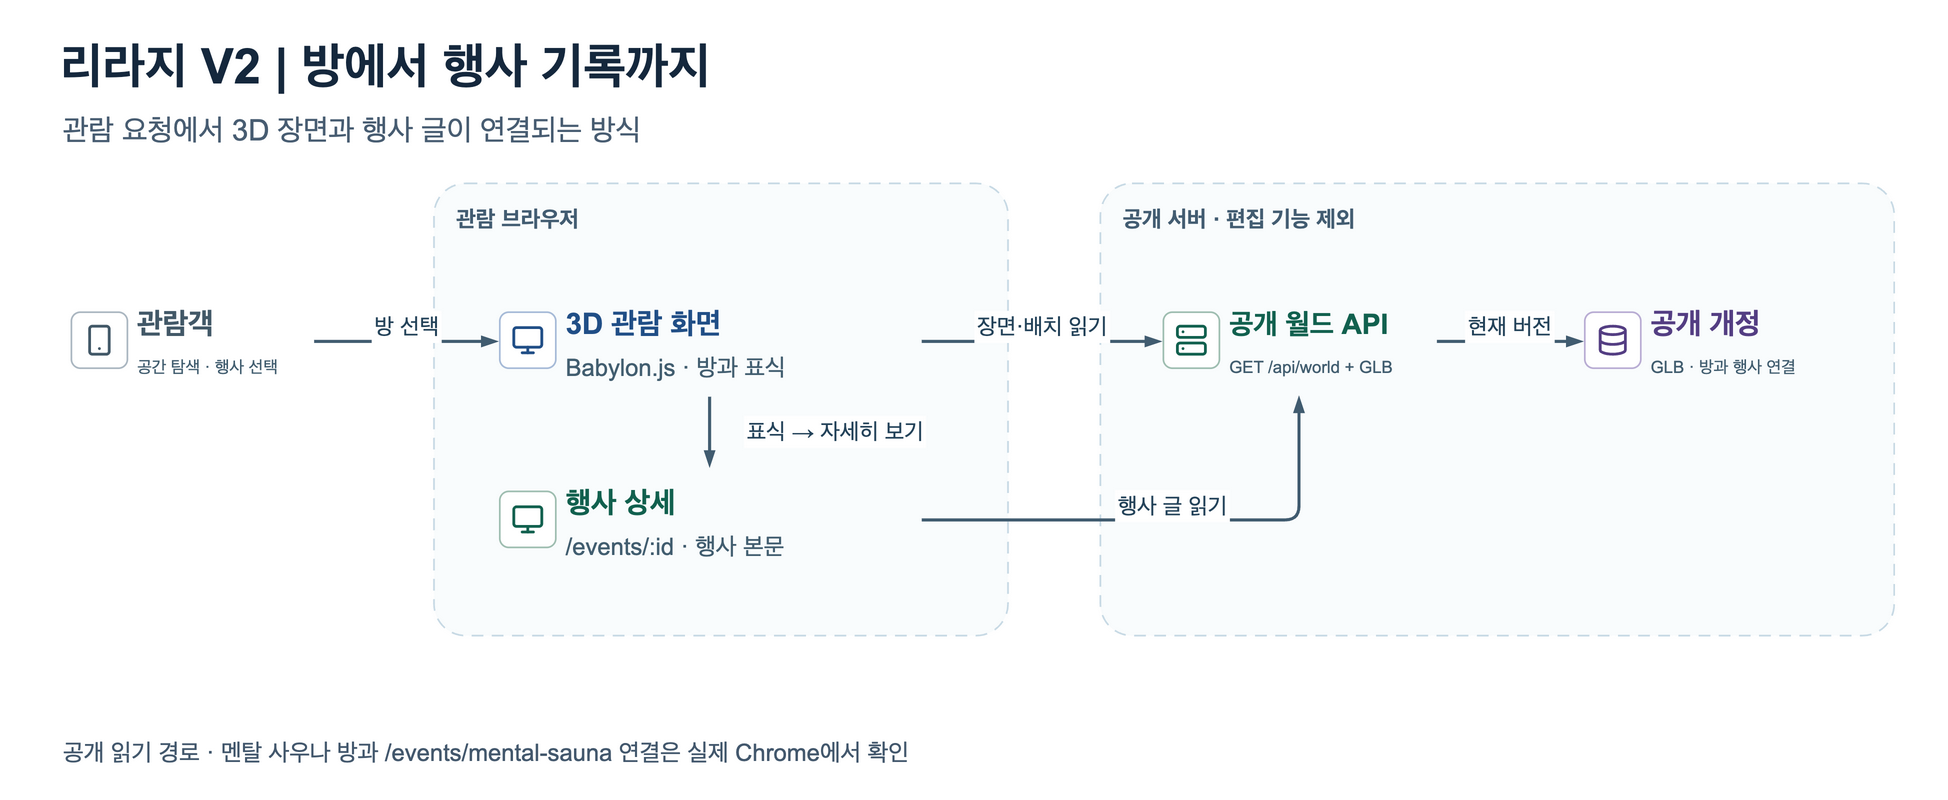 리라지 V2 | 방에서 행사 기록까지
관람 요청에서 3D 장면과 행사 글이 연결되는 방식
관람 브라우저
공개 서버 · 편집 기능 제외
관람객
공간 탐색 · 행사 선택
방 선택
3D 관람 화면
Babylon.js · 방과 표식
장면·배치 읽기
공개 월드 API
GET /api/world + GLB
현재 버전
공개 개정
GLB · 방과 행사 연결
표식 → 자세히 보기
행사 상세
/events/:id · 행사 본문
행사 글 읽기
공개 읽기 경로 · 멘탈 사우나 방과 /events/mental-sauna 연결은 실제 Chrome에서 확인